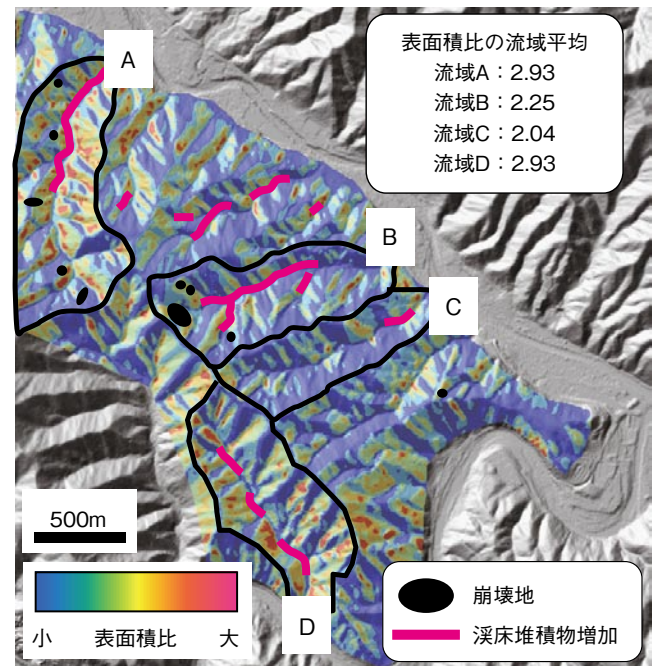 表面積比の流域平均
流域A：2.93
流域B：2.25
流域C：2.04
流域D：2.93
A
B
C
D
500m
小 表面積比 大
崩壊地
渓床堆積物増加